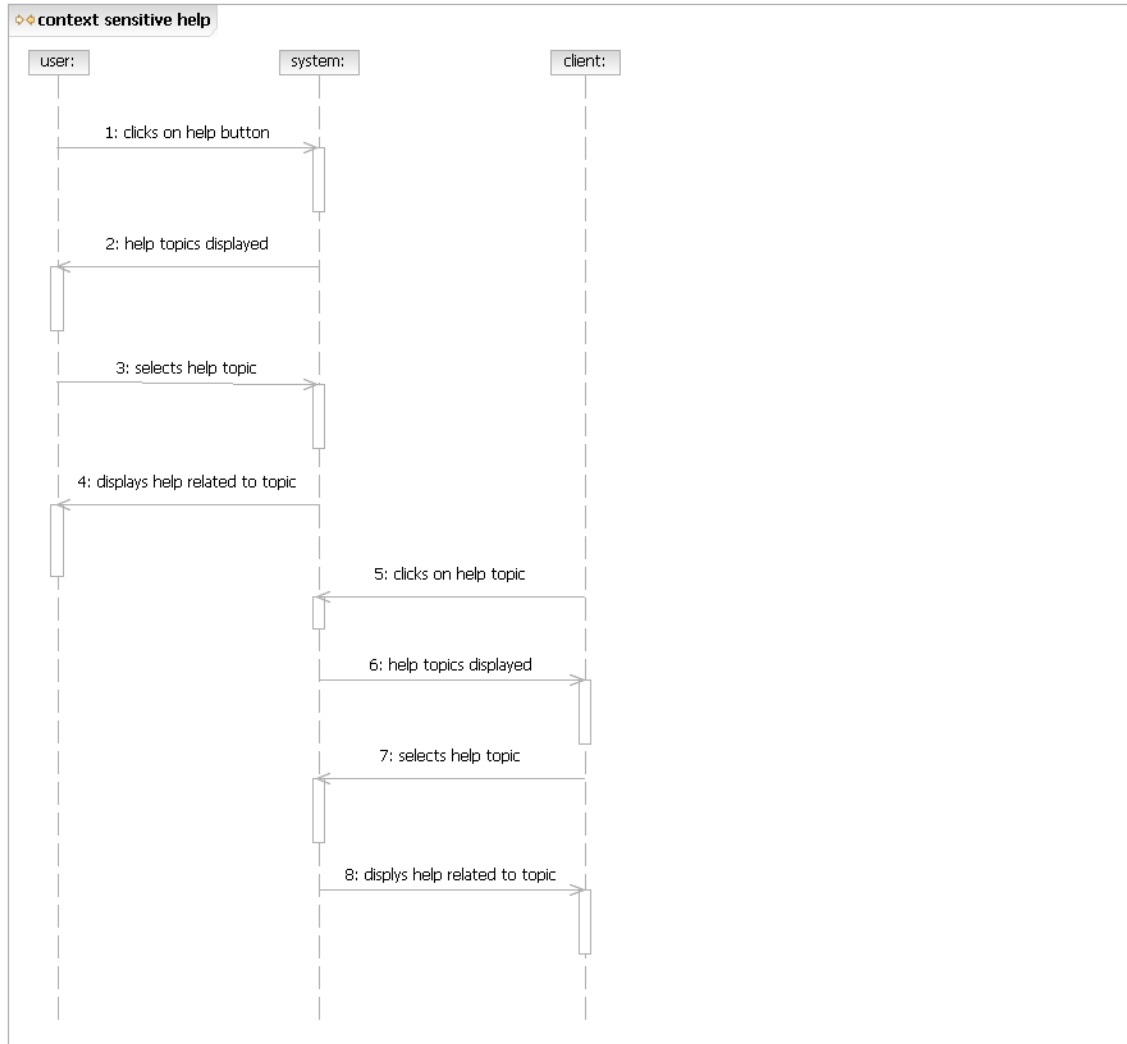 context sensitive help
user: system: client:
1: clicks on help button
2: help topics displayed
3: selects help topic
4: displays help related to topic
5: clicks on help topic
6: help topics displayed
7: selects help topic
8: displys help related to topic